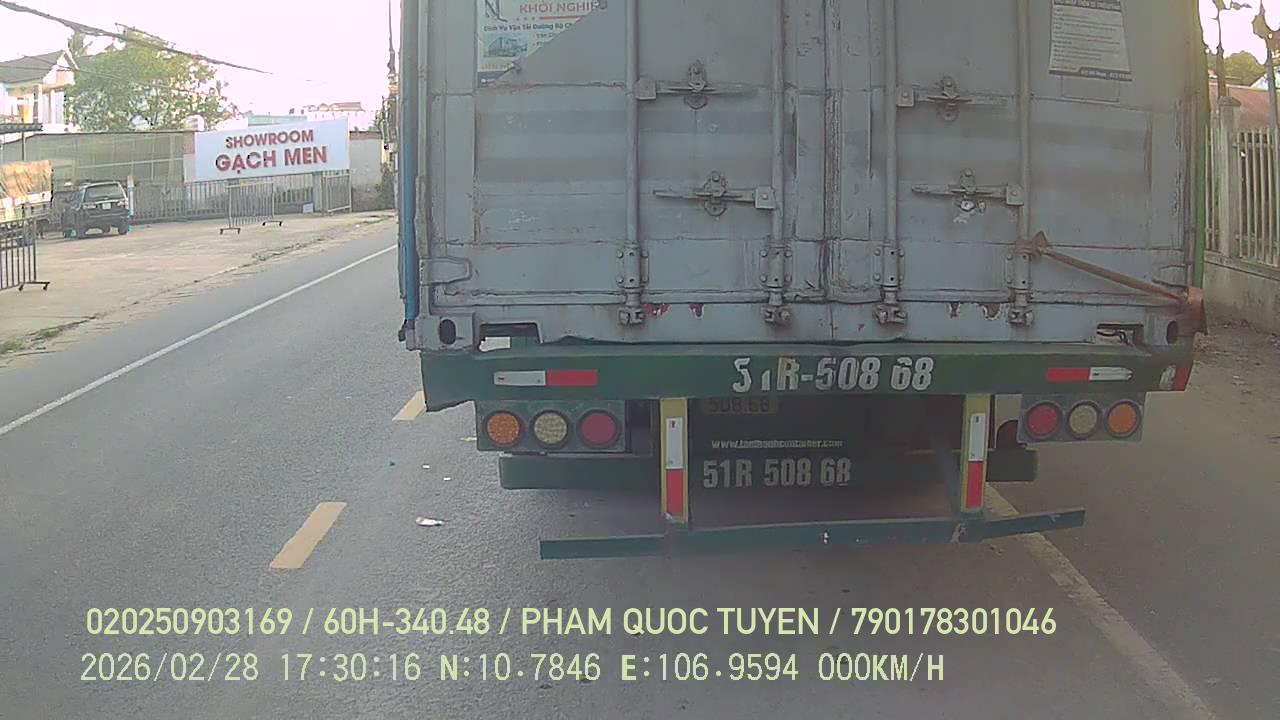 KHỞI NGHIỆP
SHOWROOM
GẠCH MEN
51R-508 68
508.68
www.tanthanhcontainer.com
51R 508 68
020250903169 / 60H-340.48 / PHAM QUOC TUYEN / 790178301046
2026/02/28 17:30:16 N:10.7846 E:106.9594 000KM/H